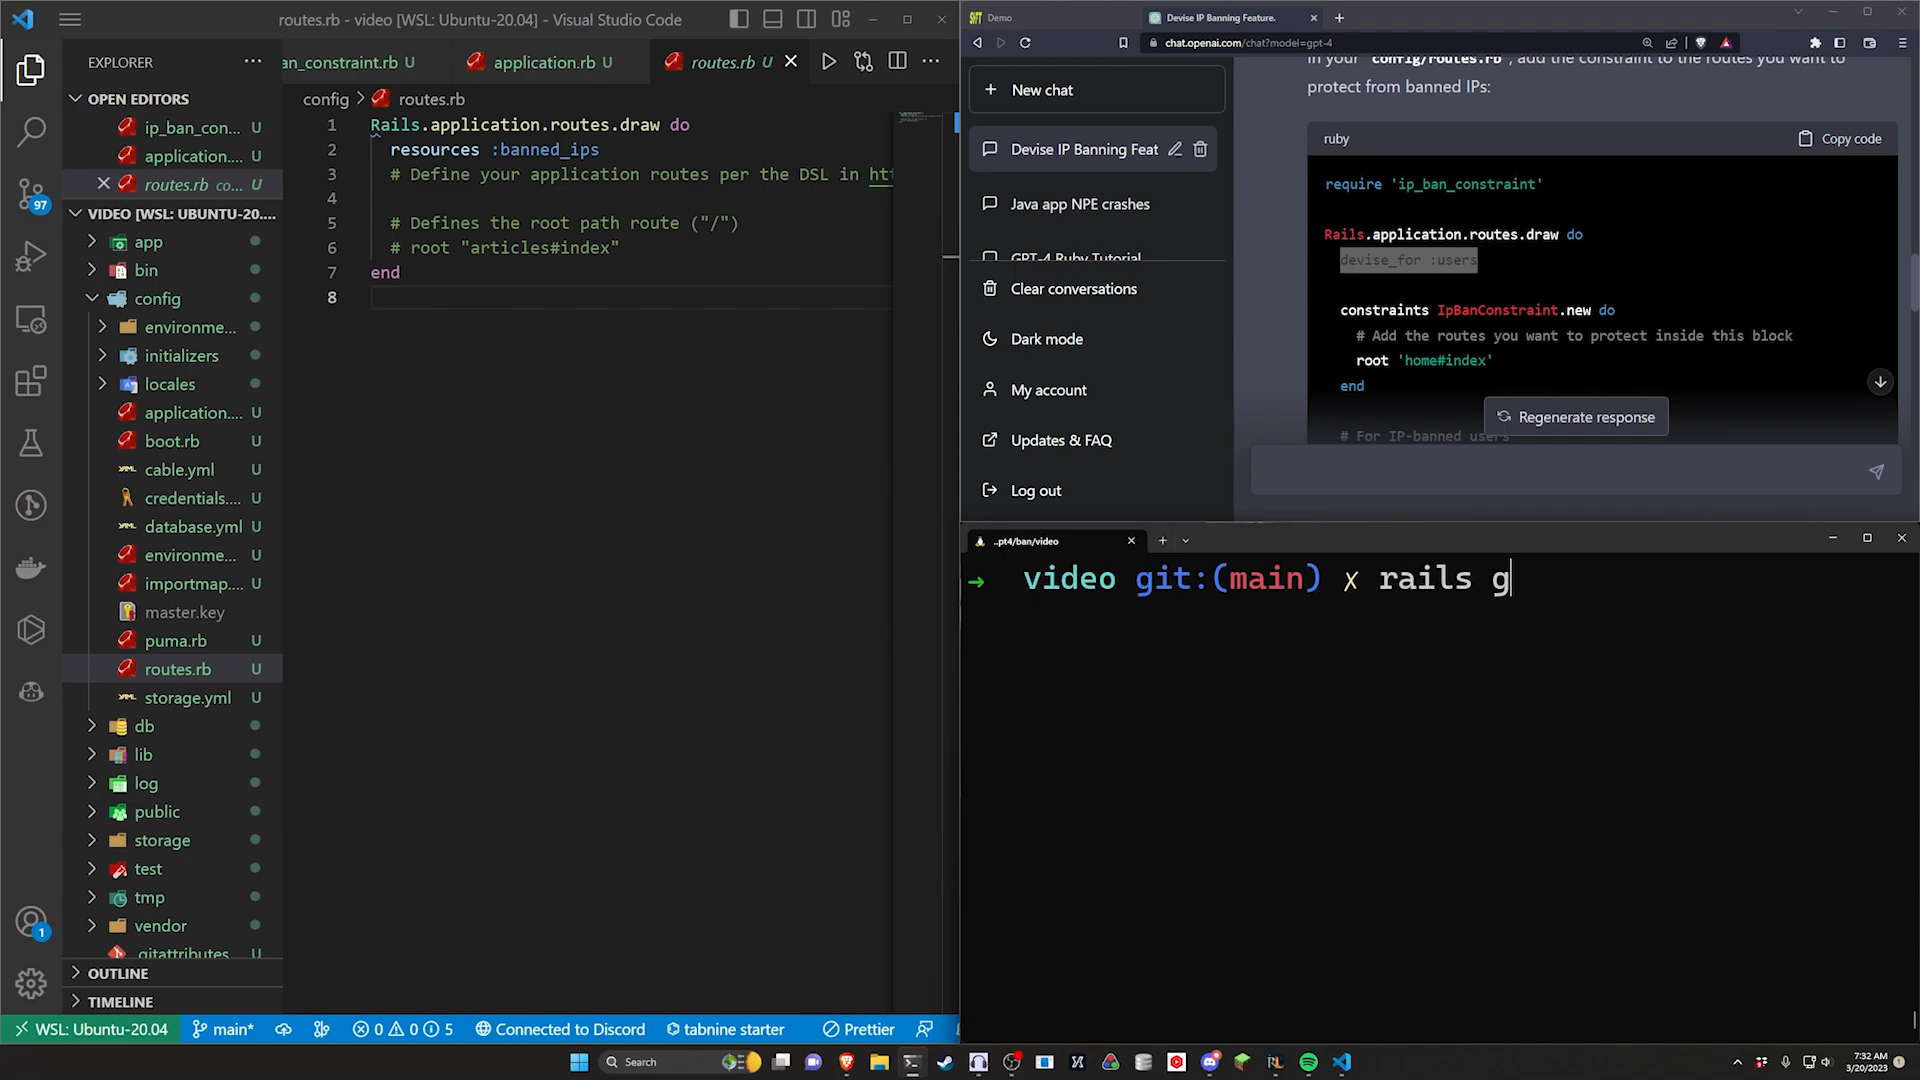 routes.rb - video [WSL: Ubuntu-20.04] - Visual Studio Code
EXPLORER
OPEN EDITORS
ip_ban_con... U
application.... U
routes.rb co... U
VIDEO [WSL: UBUNTU-20....
app
bin
config
environme...
initializers
locales
application.... U
boot.rb U
cable.yml U
credentials.... U
database.yml U
environme... U
importmap.... U
master.key
puma.rb U
routes.rb U
storage.yml U
db
lib
log
public
storage
test
tmp
vendor
.gitattributes U
OUTLINE
TIMELINE
97
1
an_constraint.rb U
application.rb U
routes.rb U
config > routes.rb
1 Rails.application.routes.draw do
2 resources :banned_ips
3 # Define your application routes per the DSL in htt
4
5 # Defines the root path route ("/")
6 # root "articles#index"
7 end
8
WSL: Ubuntu-20.04
main*
0 0 5
Connected to Discord
tabnine starter
Prettier
Demo
Devise IP Banning Feature.
chat.openai.com/chat?model=gpt-4
New chat
Devise IP Banning Feat
Java app NPE crashes
GPT-4 Ruby Tutorial
Clear conversations
Dark mode
My account
Updates & FAQ
Log out
In your `config/routes.rb`, add the constraint to the routes you want to
protect from banned IPs:
ruby
Copy code
require 'ip_ban_constraint'
Rails.application.routes.draw do
devise_for :users
constraints IpBanConstraint.new do
# Add the routes you want to protect inside this block
root 'home#index'
end
# For IP-banned users
Regenerate response
..pt4/ban/video
→ video git:(main) ✗ rails g
Search
7:32 AM
3/20/2023